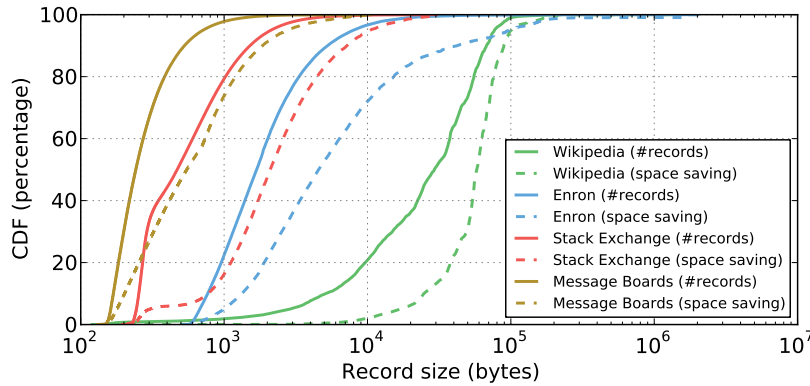 100
80
60
40
20
0
CDF (percentage)
Wikipedia (#records)
Wikipedia (space saving)
Enron (#records)
Enron (space saving)
Stack Exchange (#records)
Stack Exchange (space saving)
Message Boards (#records)
Message Boards (space saving)
10² 10³ 10⁴ 10⁵ 10⁶ 10⁷
Record size (bytes)